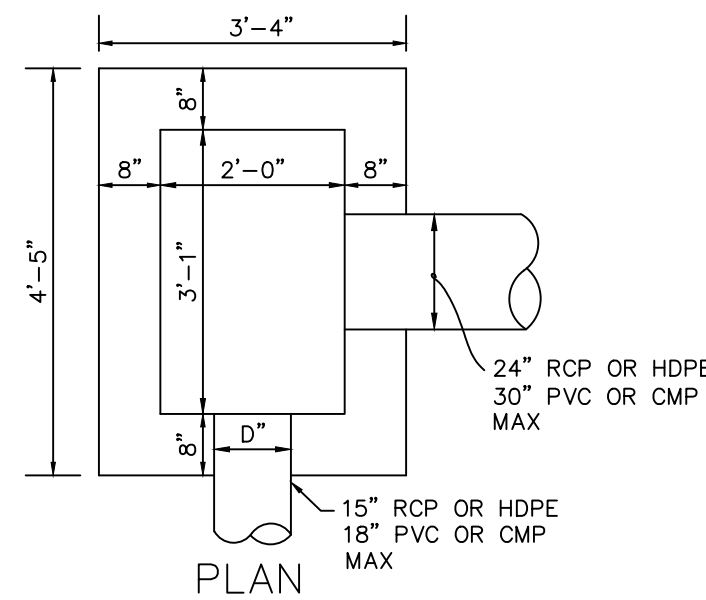 3'-4"
8"
8"
2'-0"
8"
4'-5"
3'-1"
24" RCP OR HDPE
30" PVC OR CMP
MAX
8"
D"
15" RCP OR HDPE
18" PVC OR CMP
MAX
PLAN